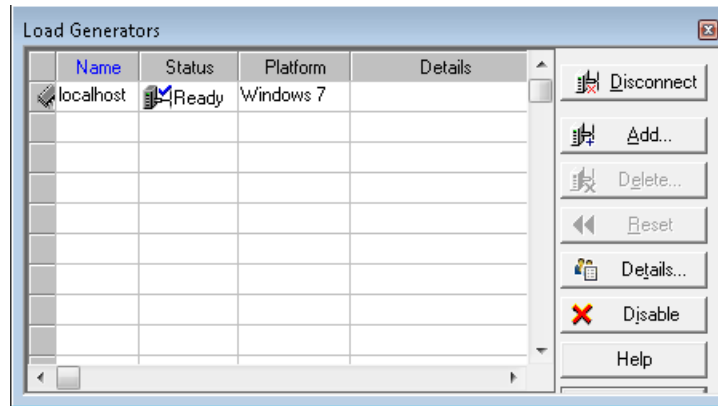 Load Generators
Name Status Platform Details
localhost Ready Windows 7
Disconnect
Add...
Delete...
Reset
Details...
Disable
Help